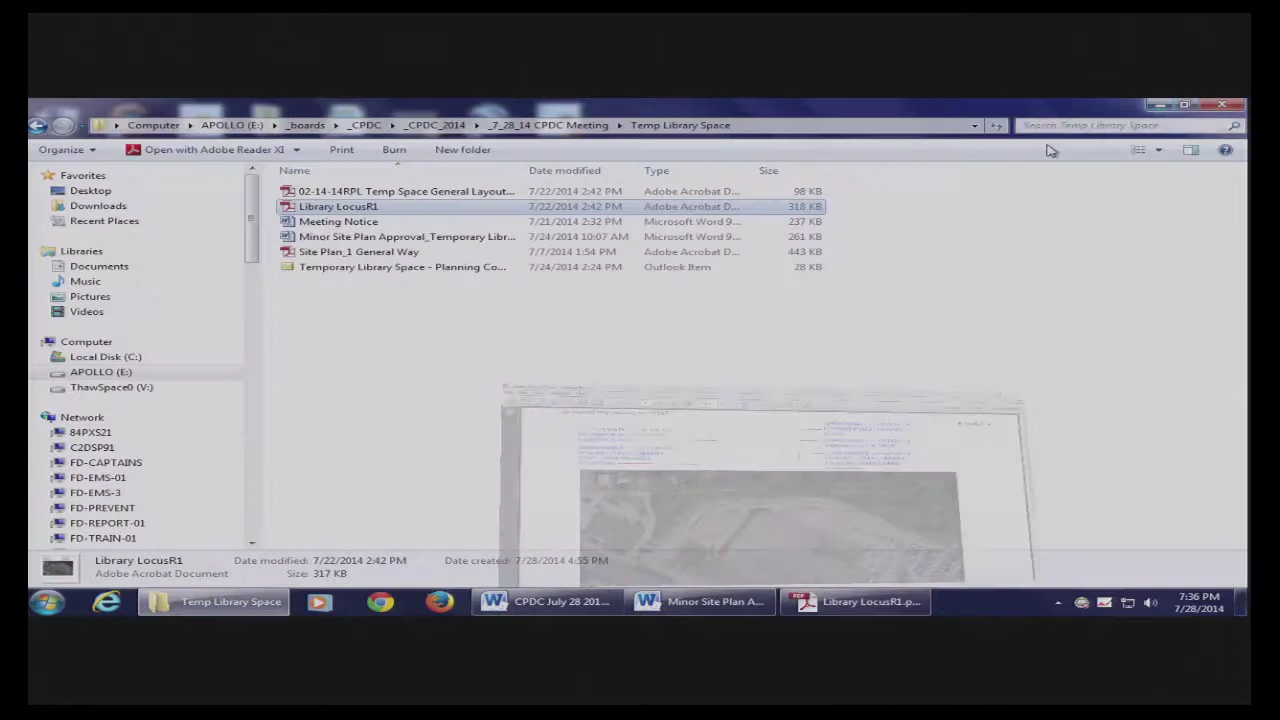 Computer ▸ APOLLO (E:) ▸ _boards ▸ _CPDC ▸ _CPDC_2014 ▸ _7_28_14 CPDC Meeting ▸ Temp Library Space
Search Temp Library Space
Organize Open with Adobe Reader XI Print Burn New folder
Name Date modified Type Size
Favorites
Desktop
Downloads
Recent Places
Libraries
Documents
Music
Pictures
Videos
Computer
Local Disk (C:)
APOLLO (E:)
ThawSpace0 (V:)
Network
84PXS21
C2DSP91
FD-CAPTAINS
FD-EMS-01
FD-EMS-3
FD-PREVENT
FD-REPORT-01
FD-TRAIN-01
02-14-14RPL Temp Space General Layout... 7/22/2014 2:42 PM Adobe Acrobat D... 98 KB
Library LocusR1 7/22/2014 2:42 PM Adobe Acrobat D... 318 KB
Meeting Notice 7/21/2014 2:32 PM Microsoft Word 9... 237 KB
Minor Site Plan Approval_Temporary Libr... 7/24/2014 10:07 AM Microsoft Word 9... 261 KB
Site Plan_1 General Way 7/7/2014 1:54 PM Adobe Acrobat D... 443 KB
Temporary Library Space - Planning Co... 7/24/2014 2:24 PM Outlook Item 28 KB
Library LocusR1 Date modified: 7/22/2014 2:42 PM Date created: 7/28/2014 4:55 PM
Adobe Acrobat Document Size: 317 KB
Temp Library Space CPDC July 28 201... Minor Site Plan A... PDF Library LocusR1.p...
7:36 PM
7/28/2014